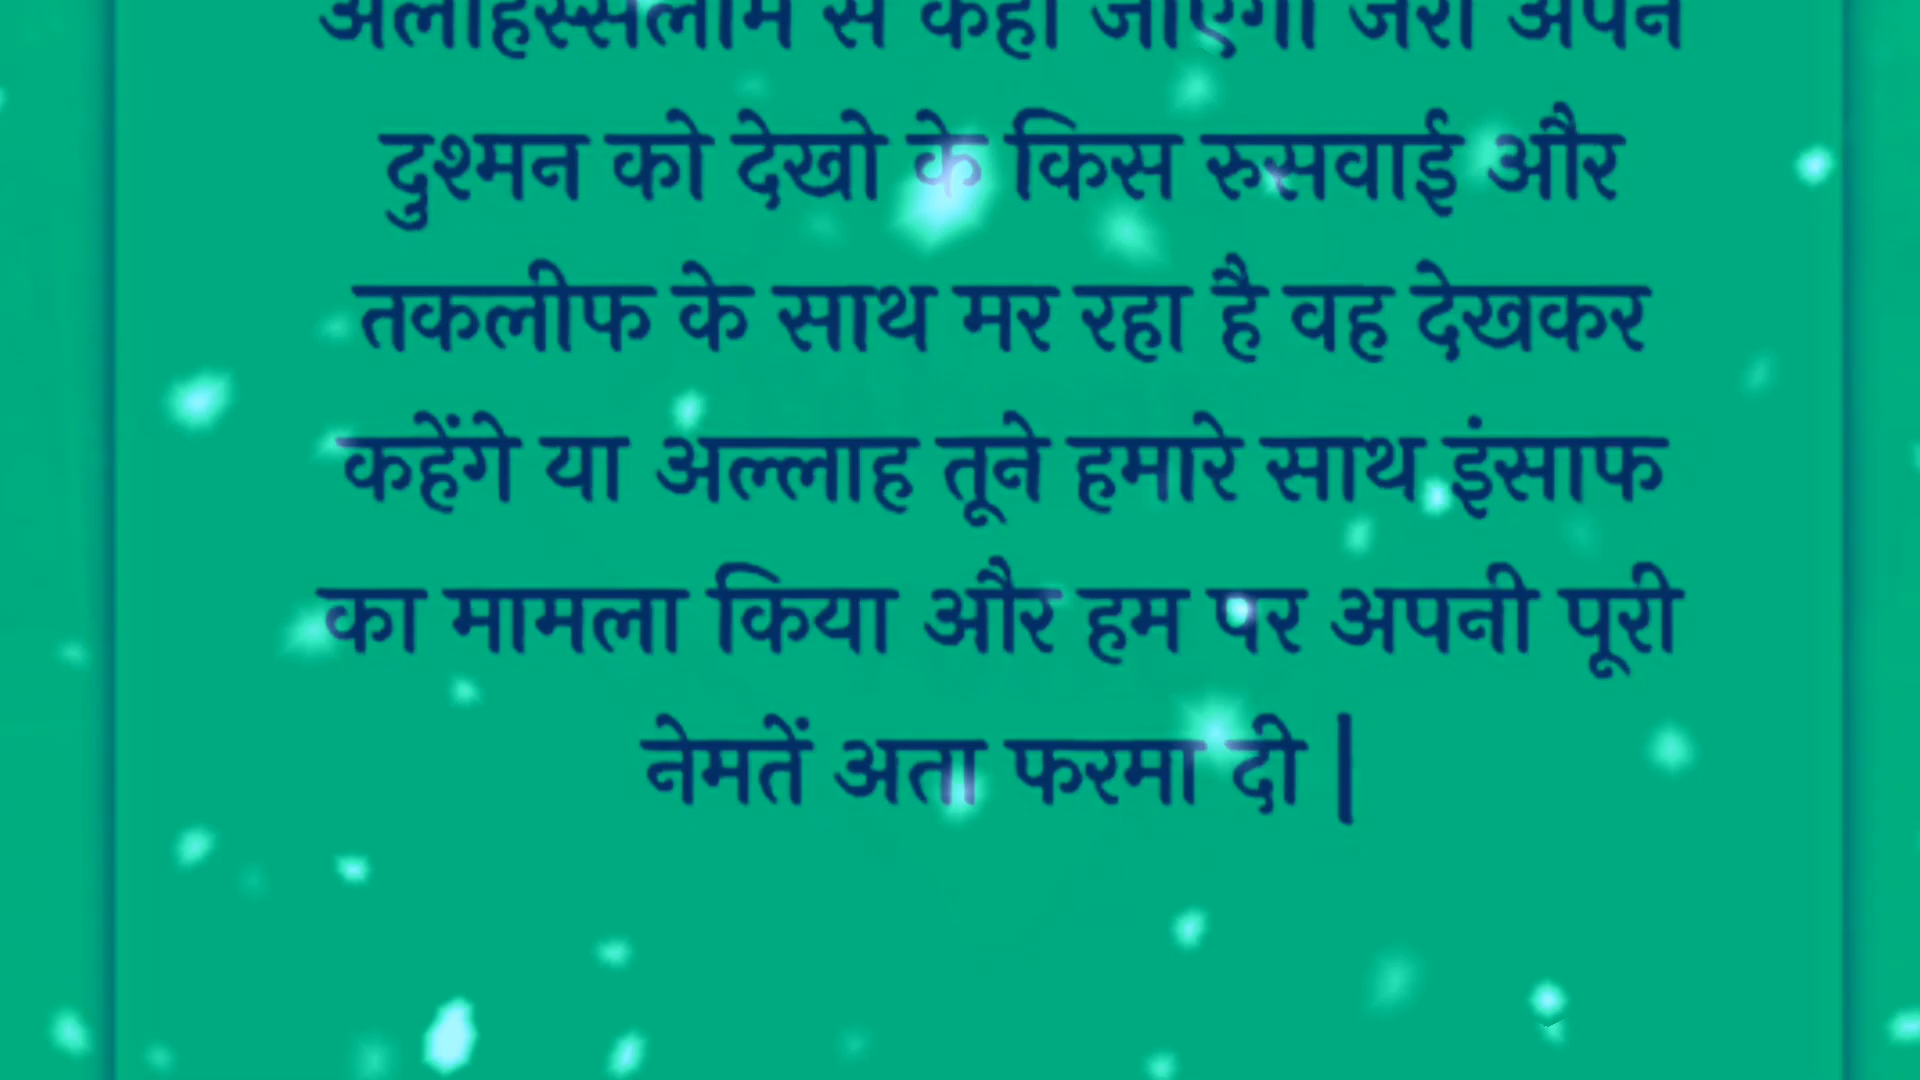 अलैहिस्सलाम से कहा जाएगा जरा अपने
दुश्मन को देखो के किस रुसवाई और
तकलीफ के साथ मर रहा है वह देखकर
कहेंगे या अल्लाह तूने हमारे साथ इंसाफ
का मामला किया और हम पर अपनी पूरी
नेमतें अता फरमा दी |